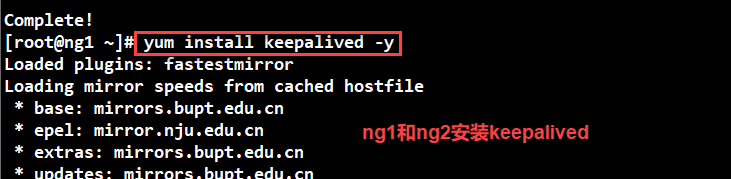 Complete!
[root@ng1 ~]# yum install keepalived -y
Loaded plugins: fastestmirror
Loading mirror speeds from cached hostfile
* base: mirrors.bupt.edu.cn
* epel: mirror.nju.edu.cn
ng1和ng2安装keepalived
* extras: mirrors.bupt.edu.cn
* updates: mirrors.bupt.edu.cn